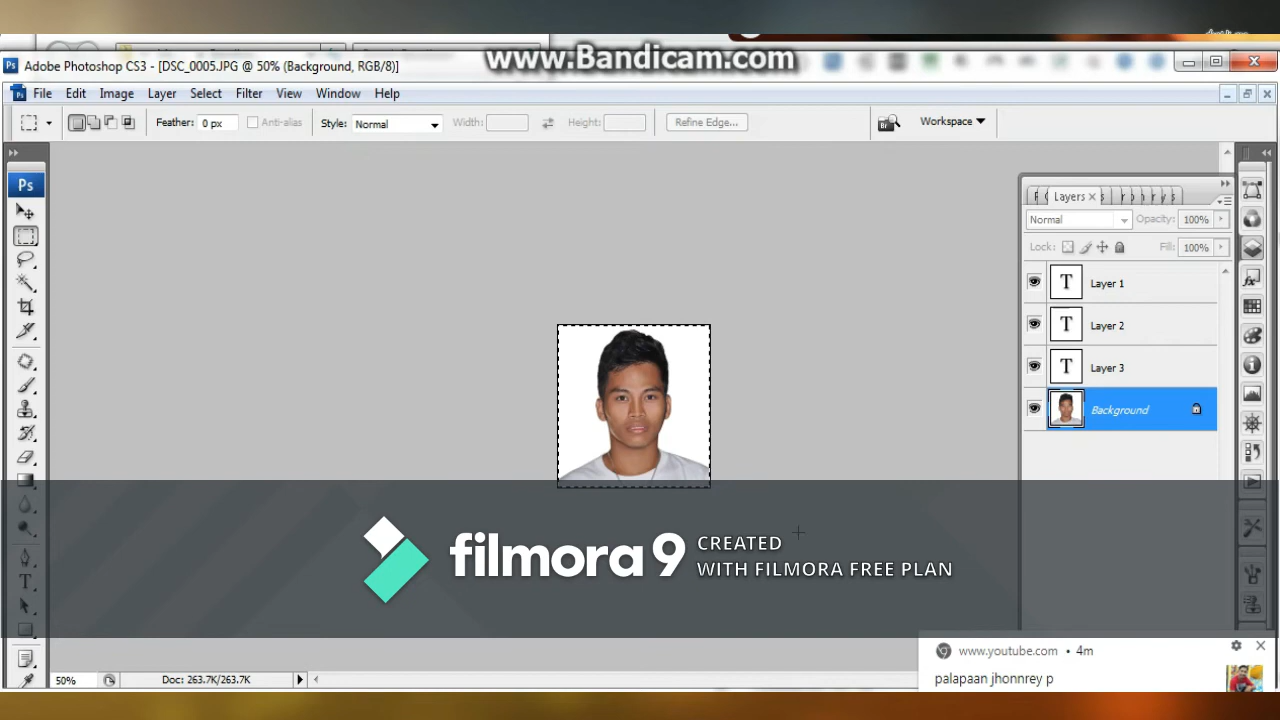 www.Bandicam.com
Adobe Photoshop CS3 - [DSC_0005.JPG @ 50% (Background, RGB/8)]
File Edit Image Layer Select Filter View Window Help
Feather: 0 px Anti-alias Style: Normal Width: Height: Refine Edge... Br Workspace
Ps
Layers
Normal Opacity: 100%
Lock: Fill: 100%
T Layer 1
T Layer 2
T Layer 3
Background
filmora9 CREATED
WITH FILMORA FREE PLAN
www.youtube.com • 4m
palapaan jhonnrey p
50% Doc: 263.7K/263.7K